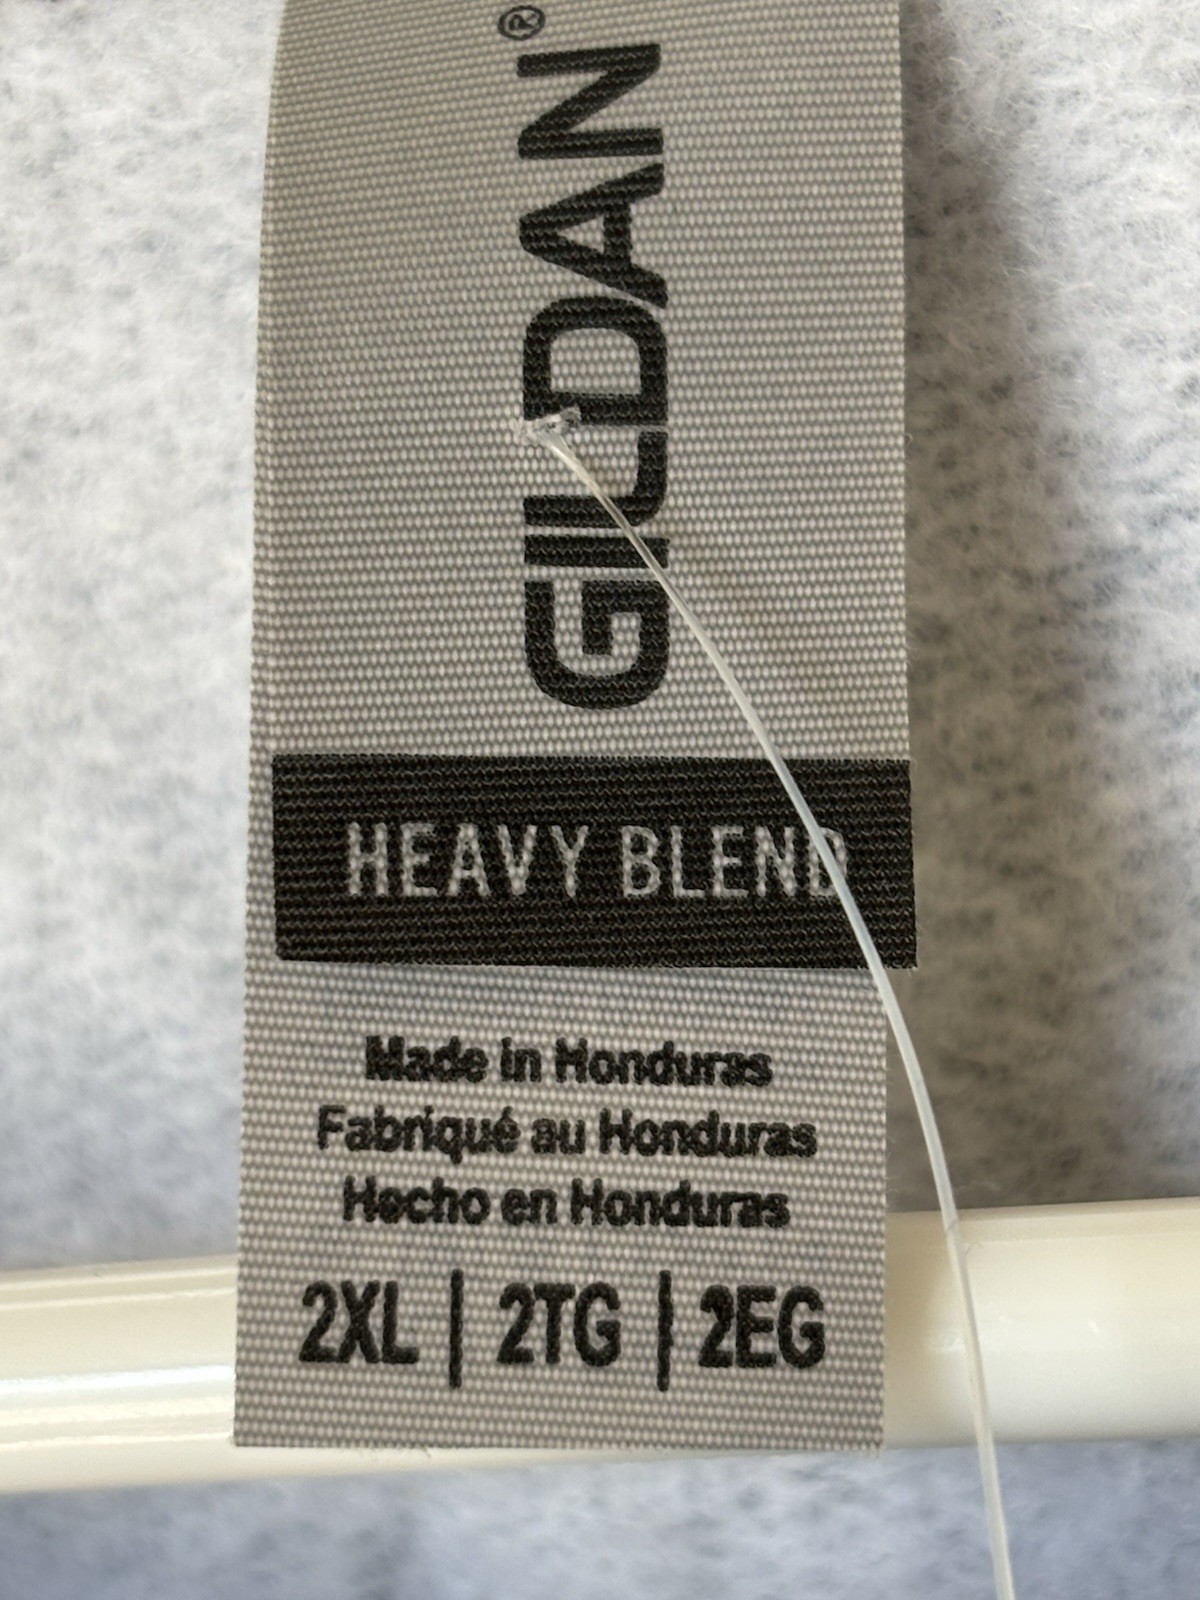 GILDAN®
HEAVY BLEND
Made in Honduras
Fabriqué au Honduras
Hecho en Honduras
2XL | 2TG | 2EG